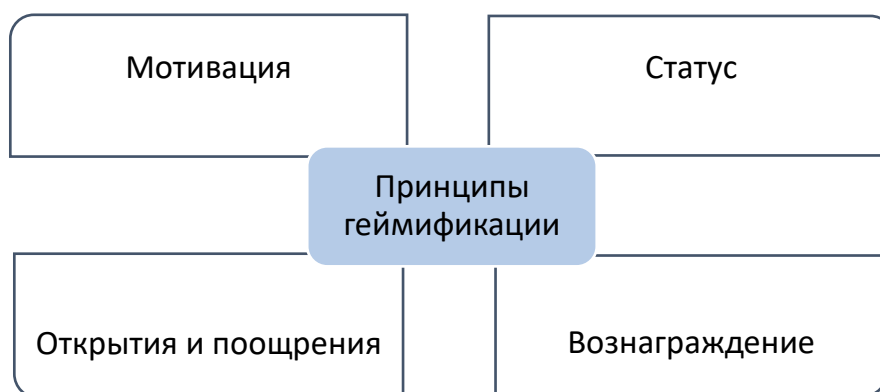 Мотивация
Статус
Принципы
геймификации
Открытия и поощрения
Вознаграждение